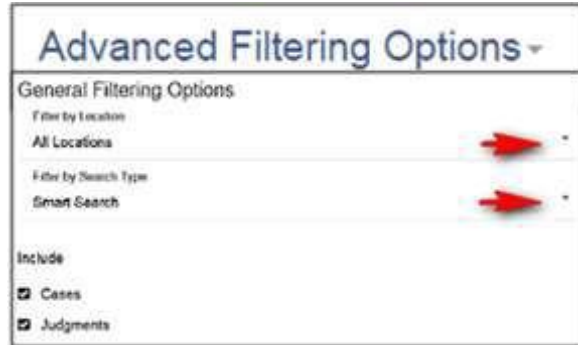 Advanced Filtering Options
General Filtering Options
Filter by Location
All Locations
Filter by Search Type
Smart Search
Include
Cases
Judgments